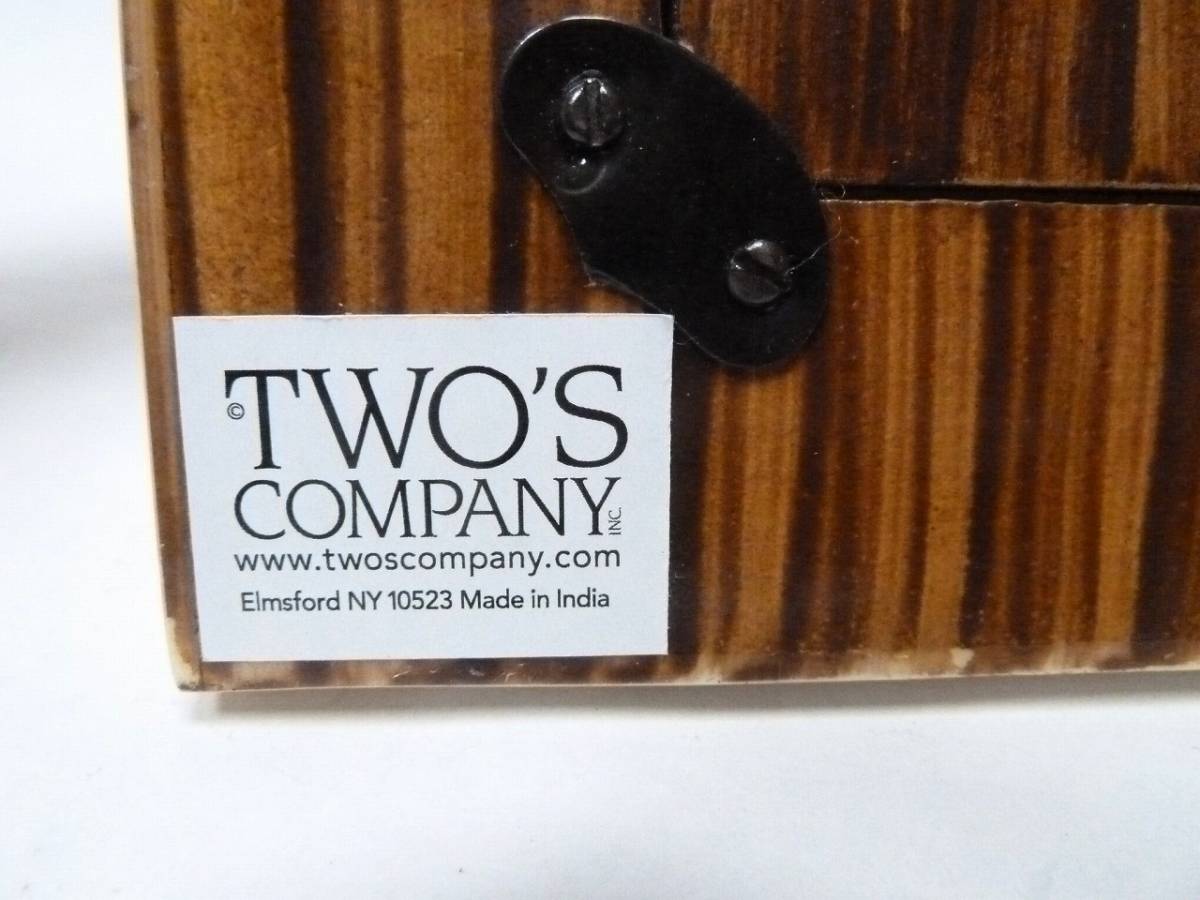 © TWO'S
COMPANY INC.
www.twoscompany.com
Elmsford NY 10523 Made in India